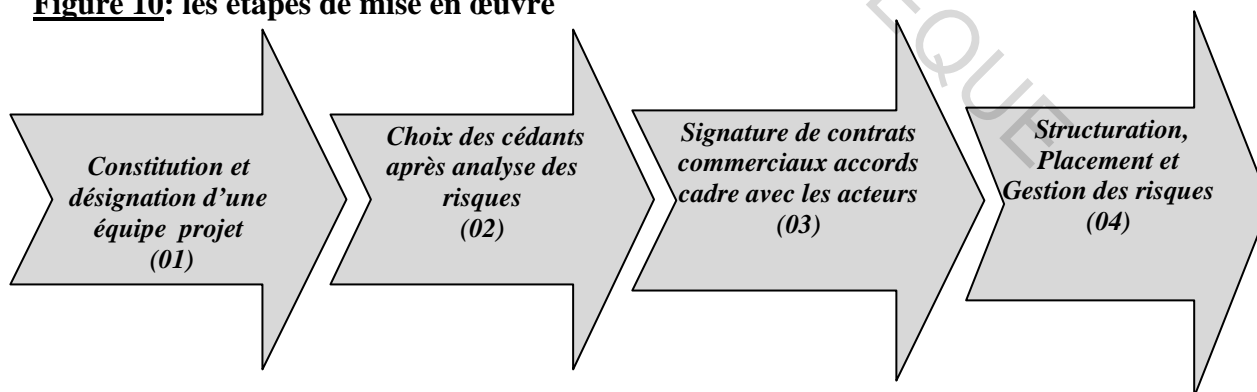 Figure 10: les étapes de mise en œuvre
Constitution et
désignation d'une
équipe projet
(01)
Choix des cédants
après analyse des
risques
(02)
Signature de contrats
commerciaux accords
cadre avec les acteurs
(03)
Structuration,
Placement et
Gestion des risques
(04)
EQUE